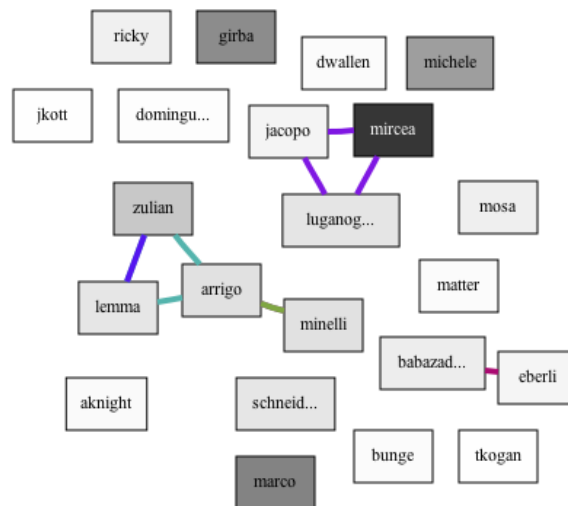 ricky
girba
dwallen
michele
jkott
domingu...
jacopo
mircea
zulian
luganog...
mosa
arrigo
matter
lemma
minelli
babazad...
eberli
aknight
schneid...
bunge
tkogan
marco